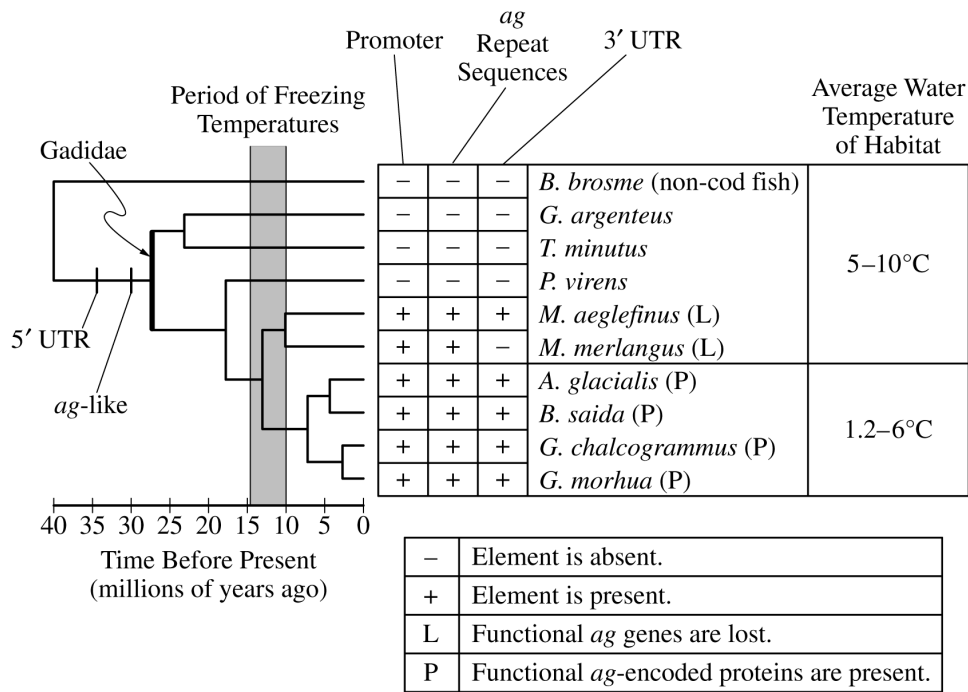 ag
Promoter
Repeat
3′ UTR
Sequences
Average Water
Temperature
of Habitat
Period of Freezing
Temperatures
Gadidae
− − − B. brosme (non-cod fish)
− − − G. argenteus
− − − T. minutus
5–10°C
− − − P. virens
+ + + M. aeglefinus (L)
+ + − M. merlangus (L)
5′ UTR
+ + + A. glacialis (P)
ag-like
+ + + B. saida (P)
1.2–6°C
+ + + G. chalcogrammus (P)
+ + + G. morhua (P)
40 35 30 25 20 15 10 5 0
Time Before Present
(millions of years ago)
− Element is absent.
+ Element is present.
L Functional ag genes are lost.
P Functional ag-encoded proteins are present.